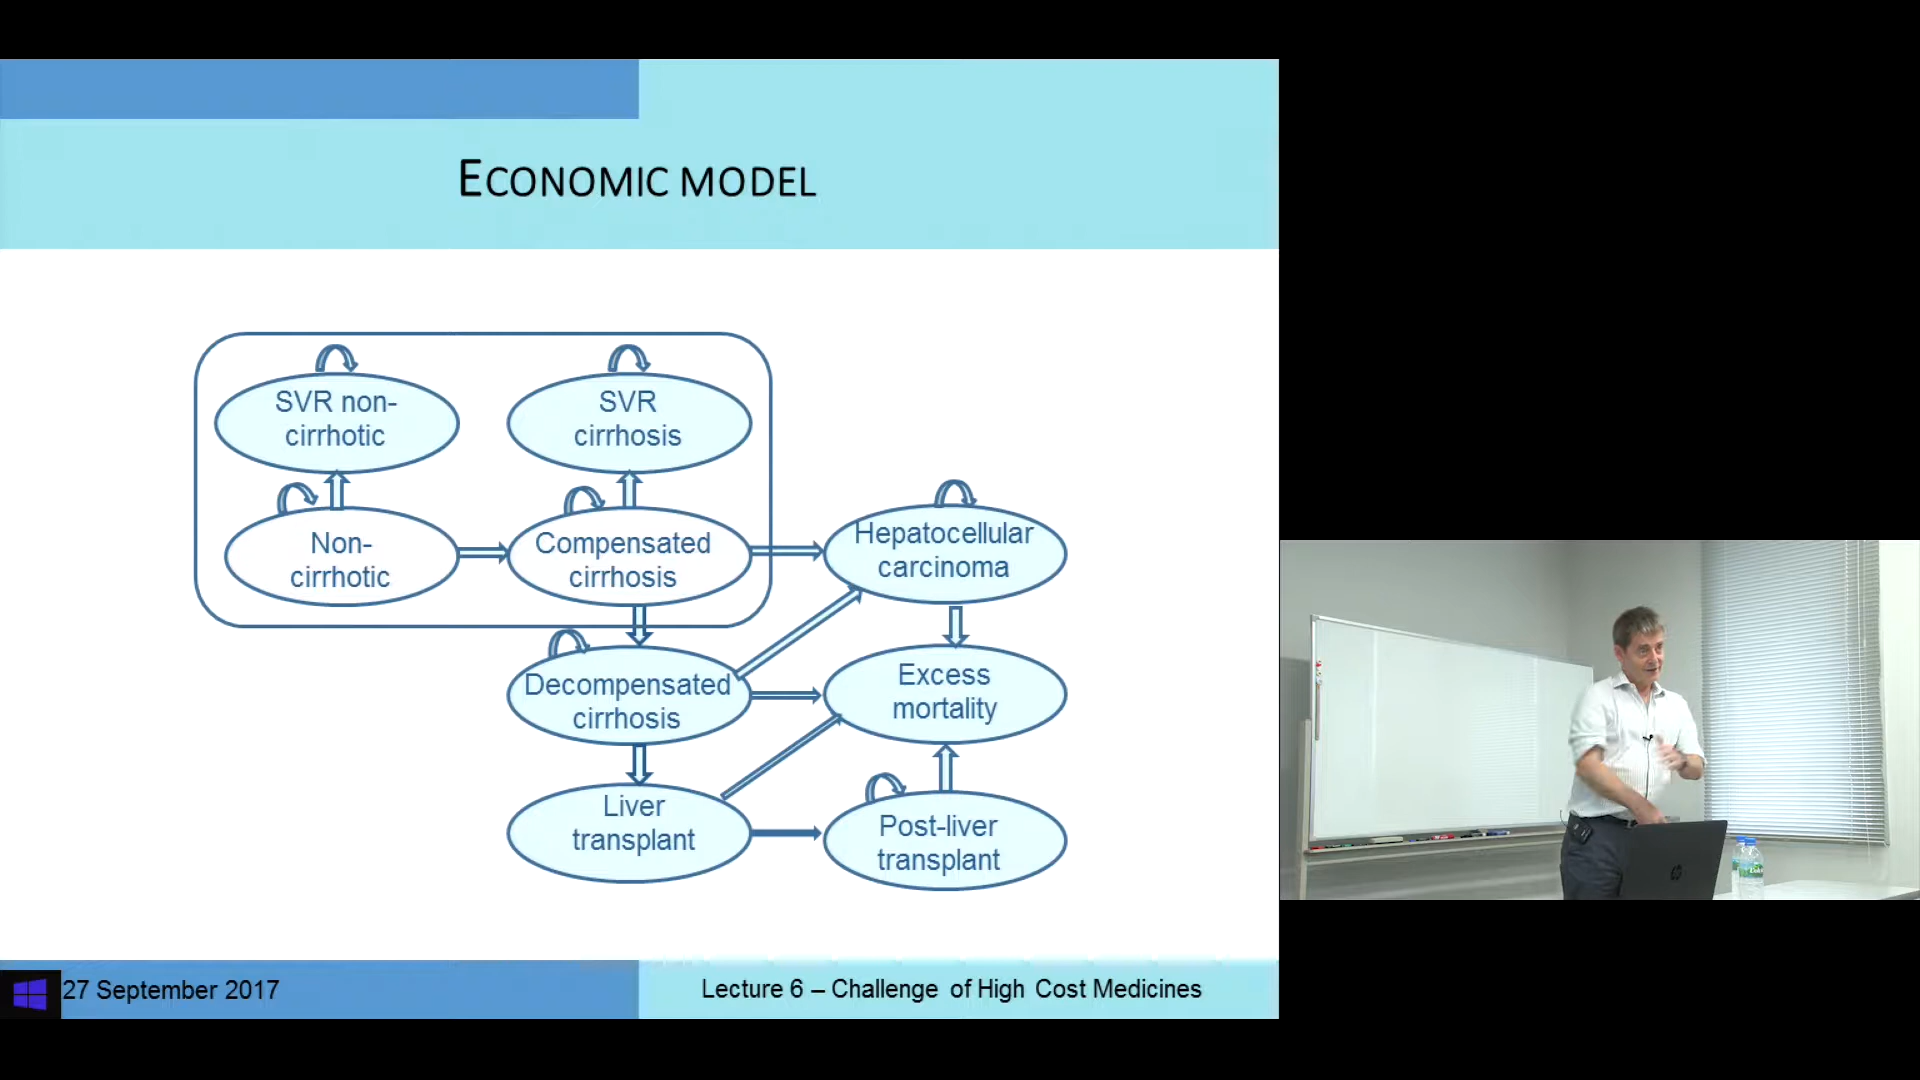 ECONOMIC MODEL
SVR non-
cirrhotic
SVR
cirrhosis
Non-
cirrhotic
Compensated
cirrhosis
Hepatocellular
carcinoma
Decompensated
cirrhosis
Excess
mortality
Liver
transplant
Post-liver
transplant
27 September 2017
Lecture 6 – Challenge of High Cost Medicines
hp